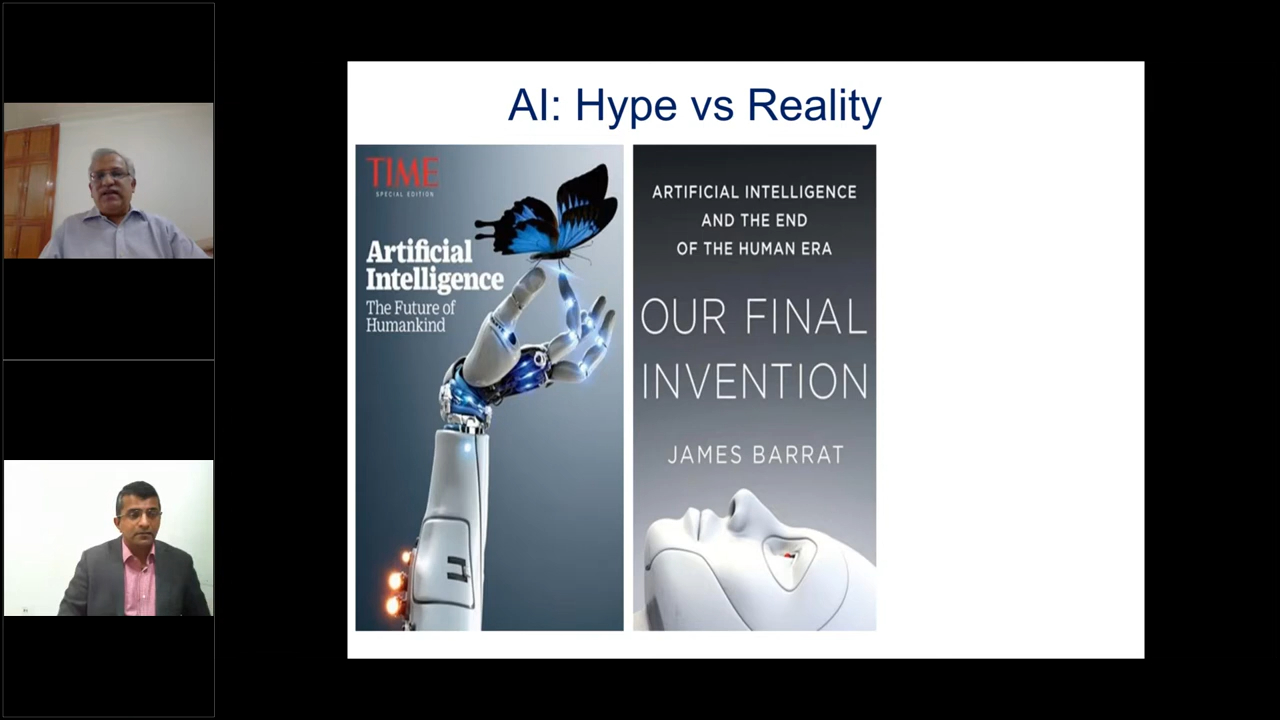 AI: Hype vs Reality
TIME
SPECIAL EDITION
Artificial
Intelligence
The Future of
Humankind
ARTIFICIAL INTELLIGENCE
AND THE END
OF THE HUMAN ERA
OUR FINAL
INVENTION
JAMES BARRAT